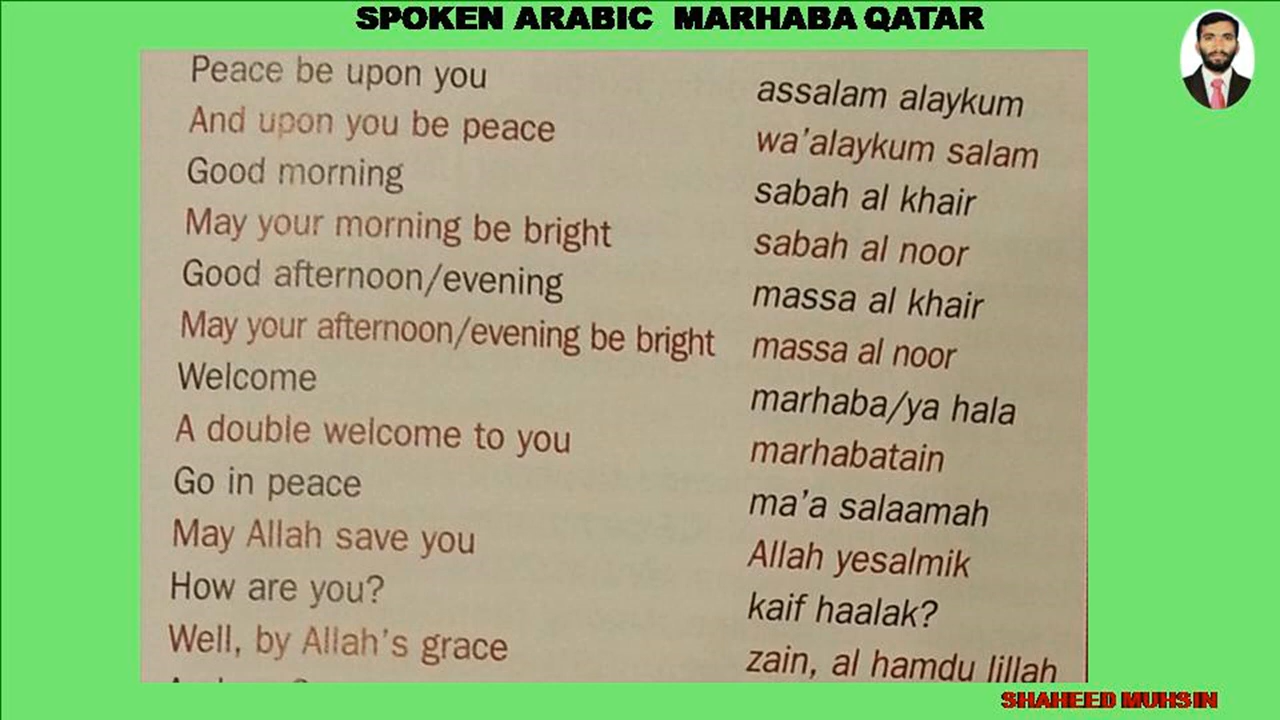 SPOKEN ARABIC MARHABA QATAR
Peace be upon you assalam alaykum
And upon you be peace wa'alaykum salam
Good morning sabah al khair
May your morning be bright sabah al noor
Good afternoon/evening massa al khair
May your afternoon/evening be bright massa al noor
Welcome marhaba/ya hala
A double welcome to you marhabatain
Go in peace ma'a salaamah
May Allah save you Allah yesalmik
How are you? kaif haalak?
Well, by Allah's grace zain, al hamdu lillah
SHAHEED MUHSIN